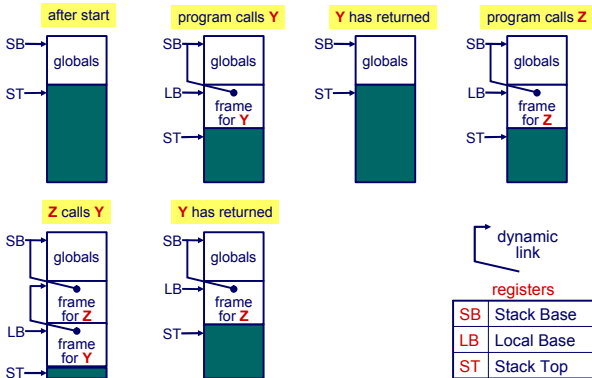 after start
SB
globals
ST
program calls Y
SB
globals
LB
frame
for Y
ST
Y has returned
SB
globals
ST
program calls Z
SB
globals
LB
frame
for Z
ST
Z calls Y
SB
globals
frame
for Z
LB
frame
for Y
ST
Y has returned
SB
globals
LB
frame
for Z
ST
dynamic
link
registers
SB Stack Base
LB Local Base
ST Stack Top